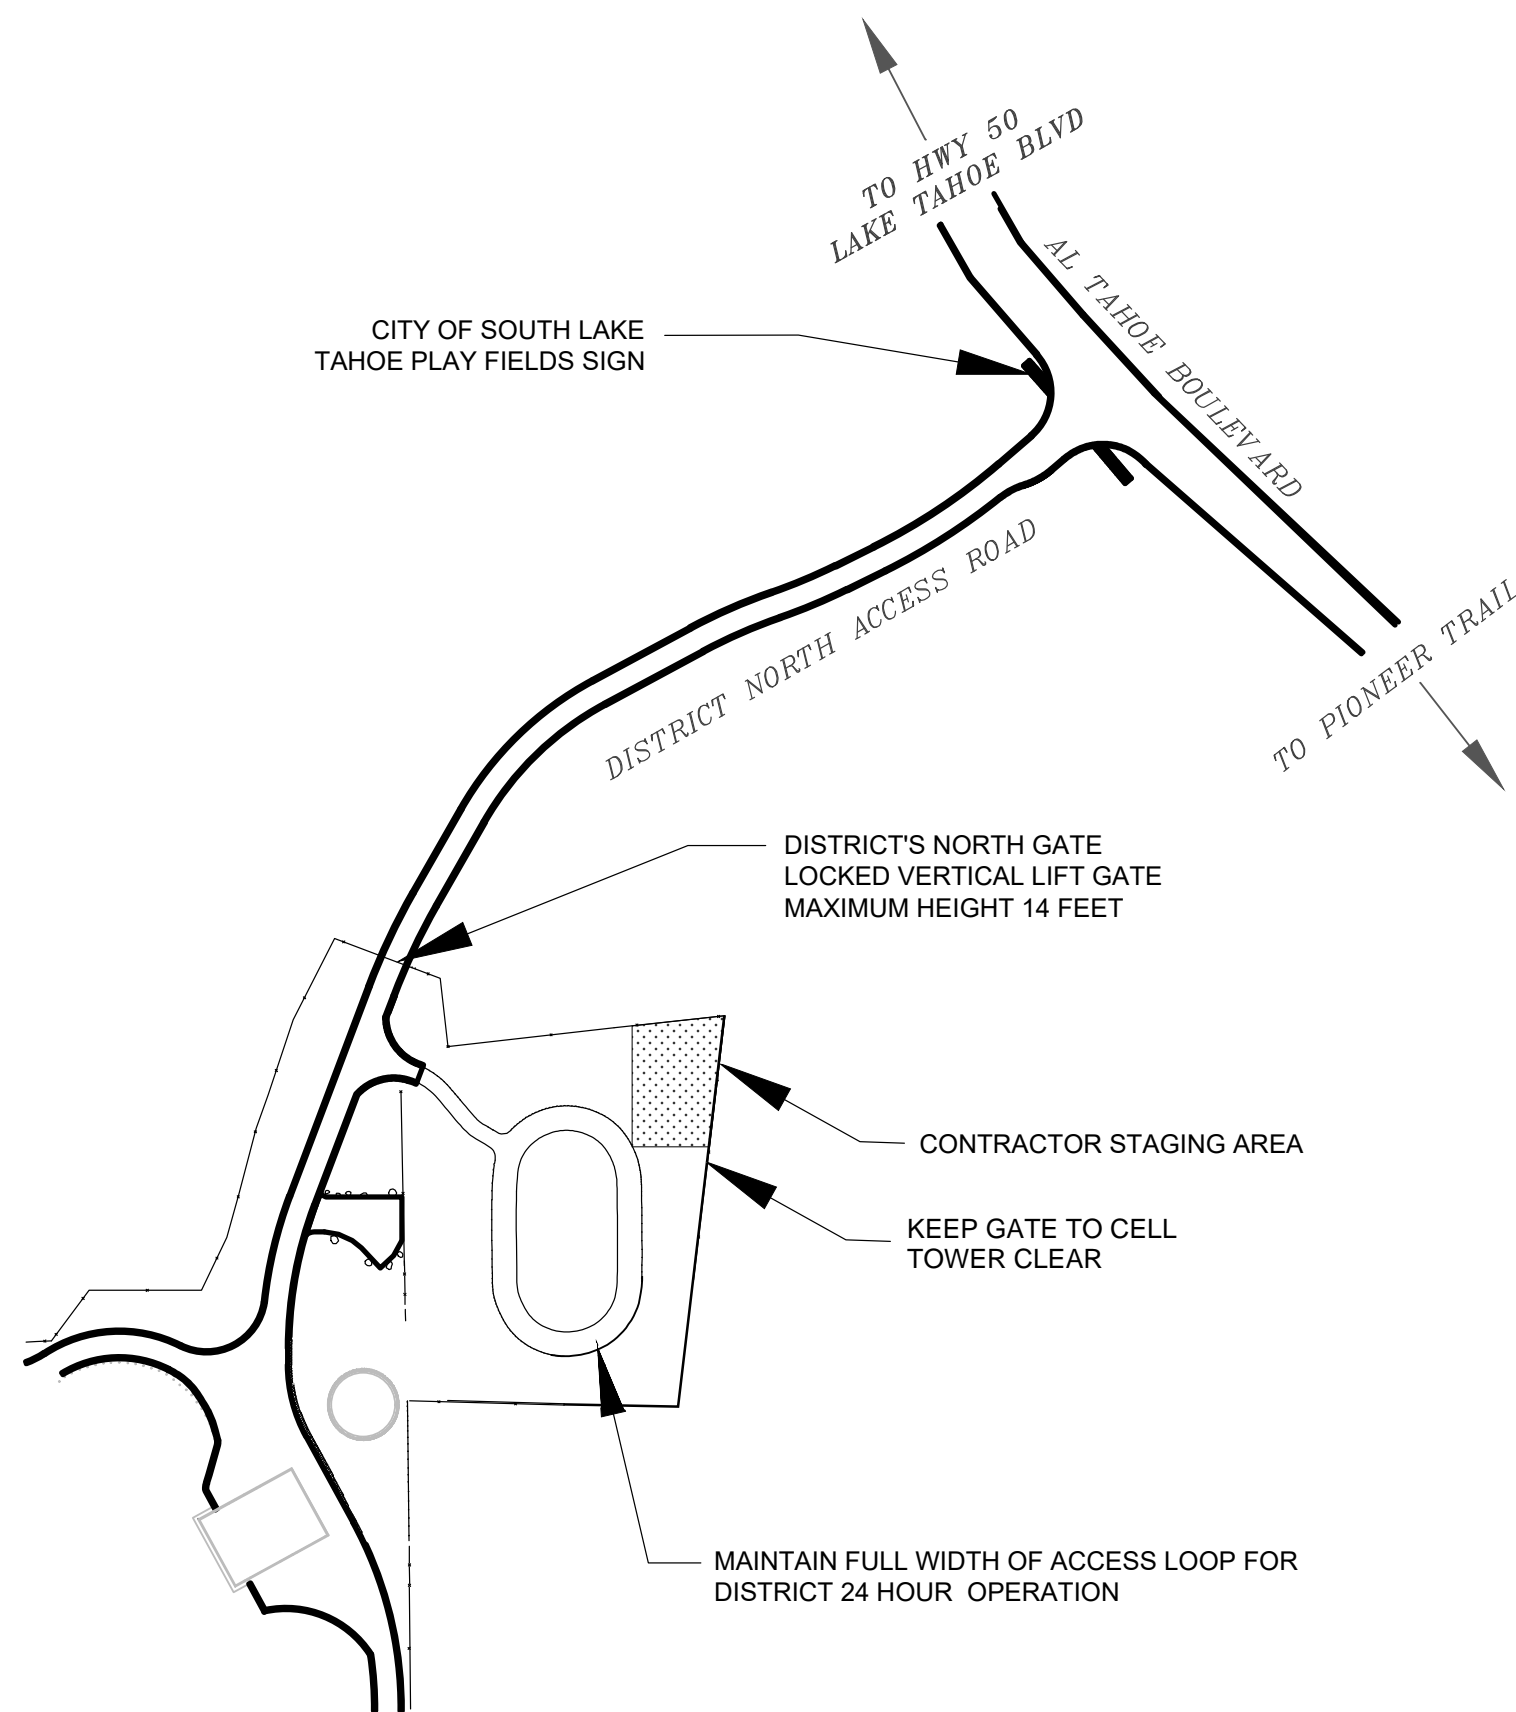 TO HWY 50
LAKE TAHOE BLVD
AL TAHOE BOULEVARD
CITY OF SOUTH LAKE
TAHOE PLAY FIELDS SIGN
DISTRICT NORTH ACCESS ROAD
TO PIONEER TRAIL
DISTRICT'S NORTH GATE
LOCKED VERTICAL LIFT GATE
MAXIMUM HEIGHT 14 FEET
CONTRACTOR STAGING AREA
KEEP GATE TO CELL
TOWER CLEAR
MAINTAIN FULL WIDTH OF ACCESS LOOP FOR
DISTRICT 24 HOUR OPERATION